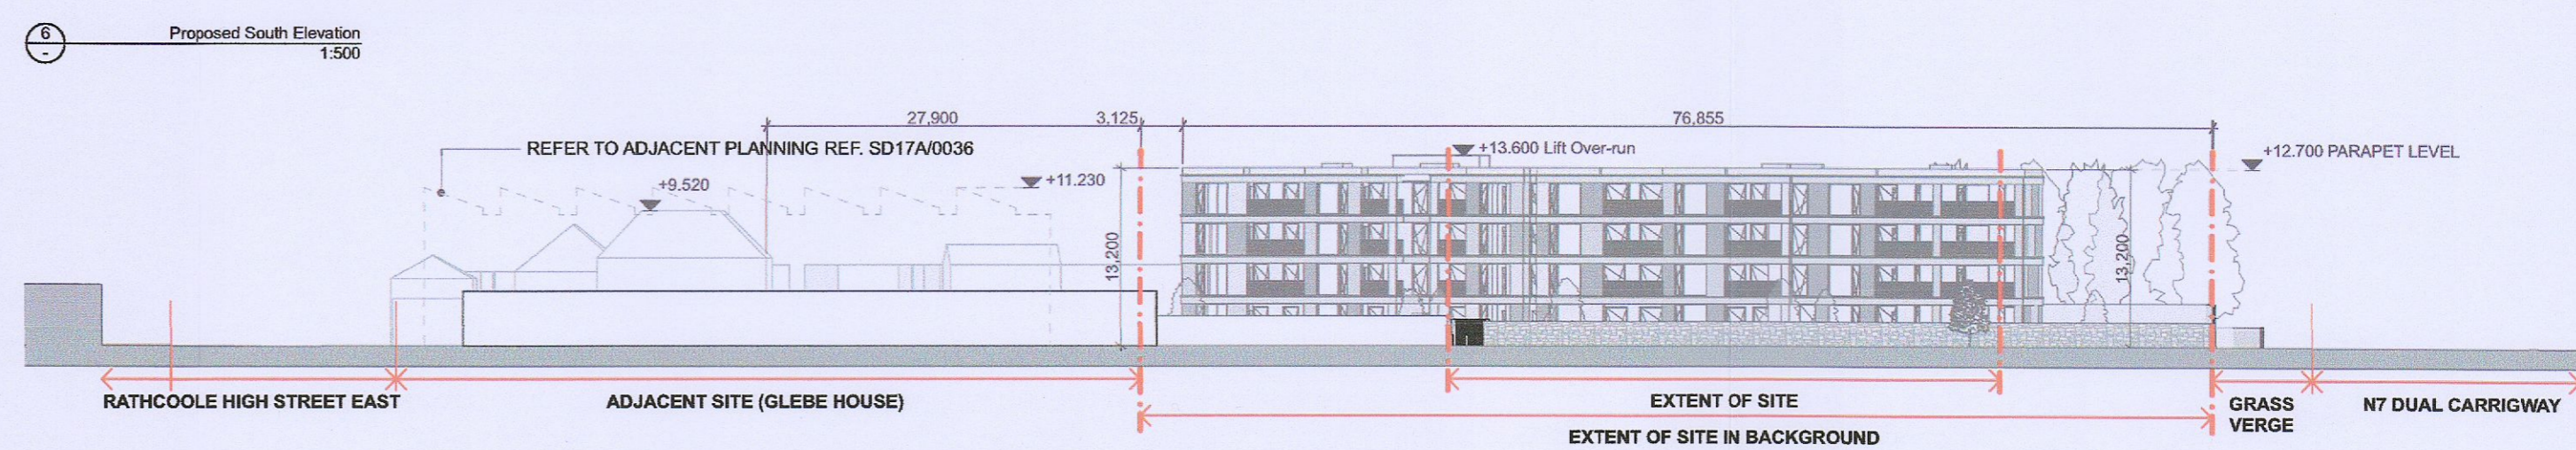 6
-
Proposed South Elevation
1:500
27,900
3,125
76,855
REFER TO ADJACENT PLANNING REF. SD17A/0036
+13.600 Lift Over-run
+12.700 PARAPET LEVEL
+9.520
+11.230
13,200
13,200
RATHCOOLE HIGH STREET EAST
ADJACENT SITE (GLEBE HOUSE)
EXTENT OF SITE
GRASS
VERGE
N7 DUAL CARRIGWAY
EXTENT OF SITE IN BACKGROUND